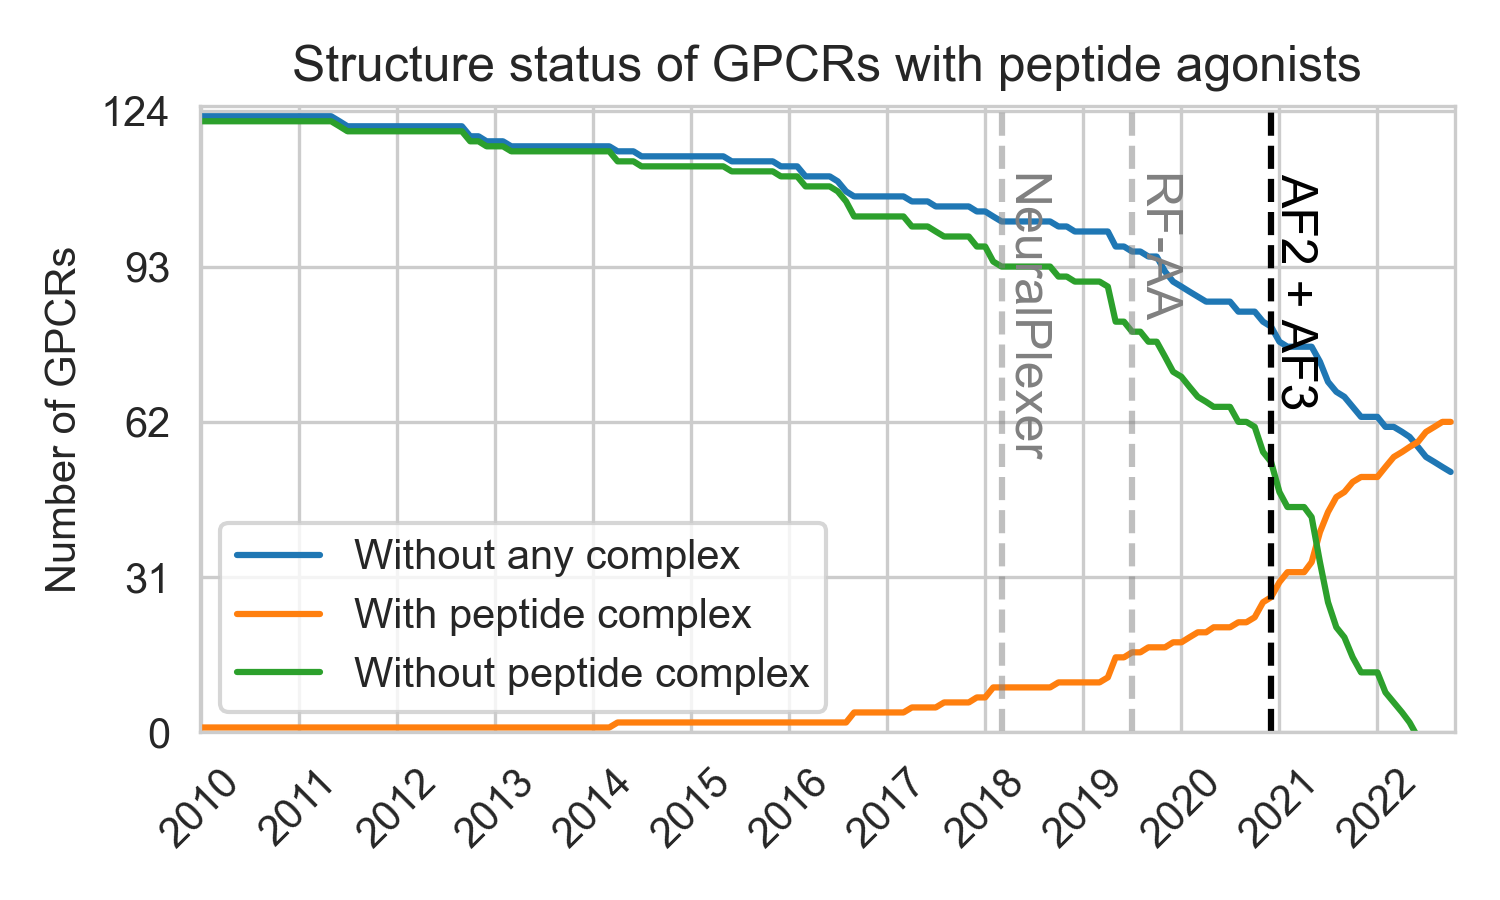 Structure status of GPCRs with peptide agonists
Number of GPCRs
124
93
62
31
0
NeuralPlexer
RF-AA
AF2 + AF3
Without any complex
With peptide complex
Without peptide complex
2010 2011 2012 2013 2014 2015 2016 2017 2018 2019 2020 2021 2022